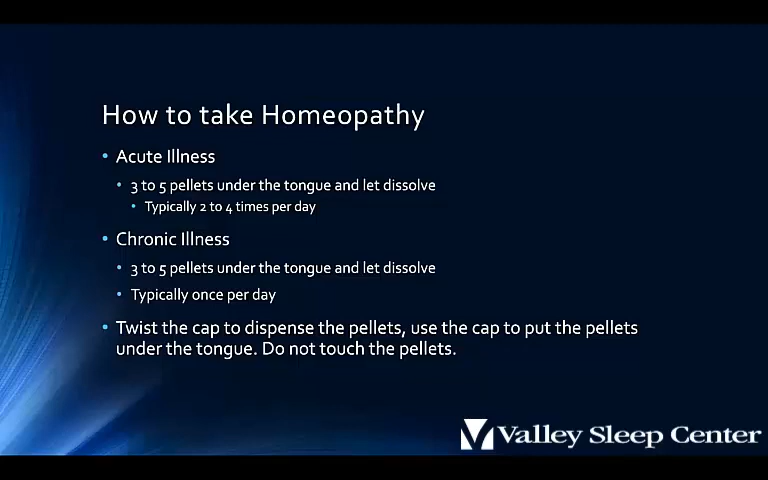 How to take Homeopathy
• Acute Illness
• 3 to 5 pellets under the tongue and let dissolve
• Typically 2 to 4 times per day
• Chronic Illness
• 3 to 5 pellets under the tongue and let dissolve
• Typically once per day
• Twist the cap to dispense the pellets, use the cap to put the pellets
under the tongue. Do not touch the pellets.
Valley Sleep Center